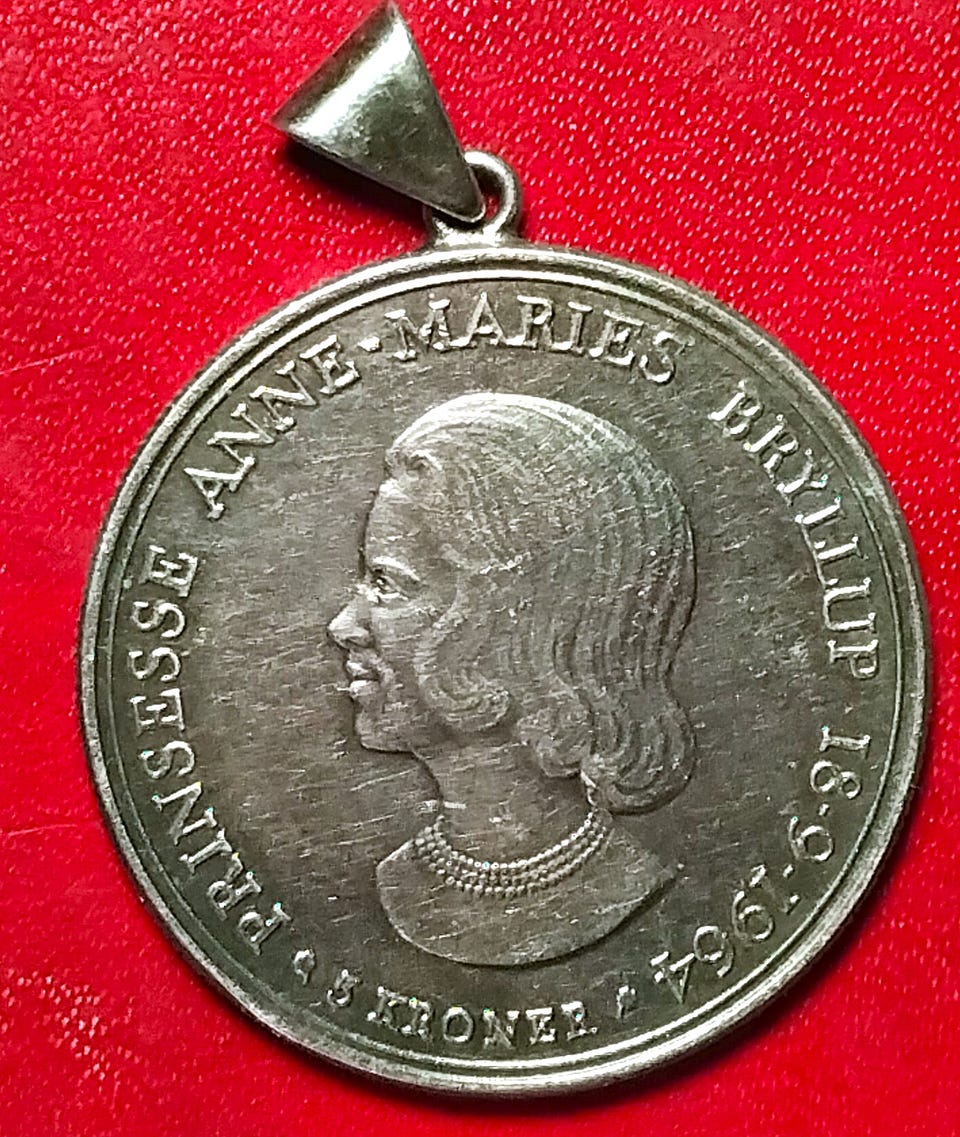 PRINSESSE ANNE-MARIES BRYLLUP 18-9-1964
5 KRONER